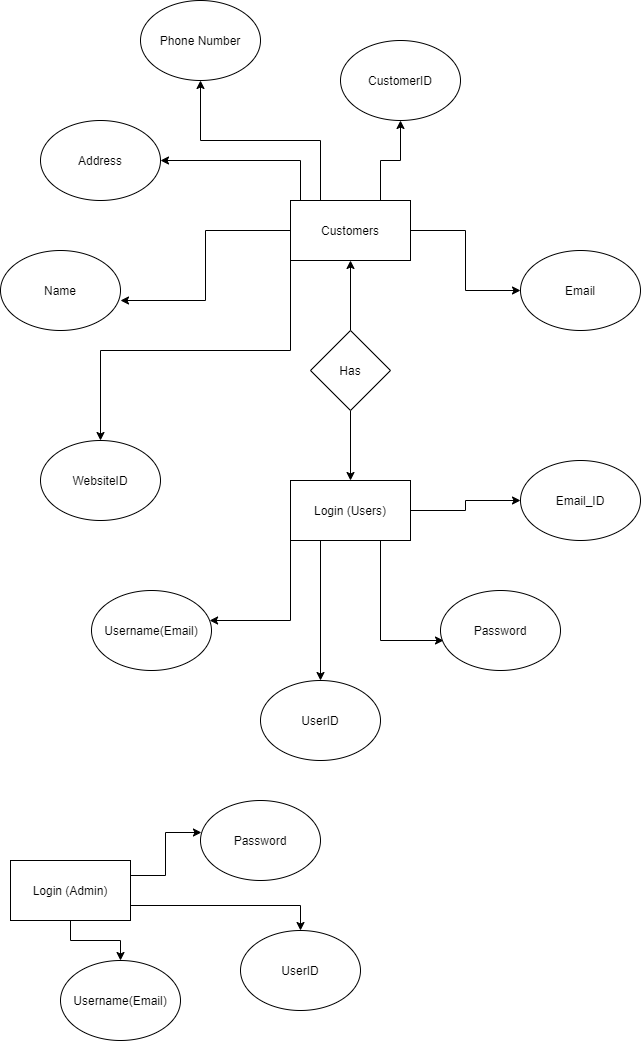 Phone Number
CustomerID
Address
Customers
Name
Email
Has
WebsiteID
Login (Users)
Email_ID
Username(Email)
Password
UserID
Password
Login (Admin)
UserID
Username(Email)